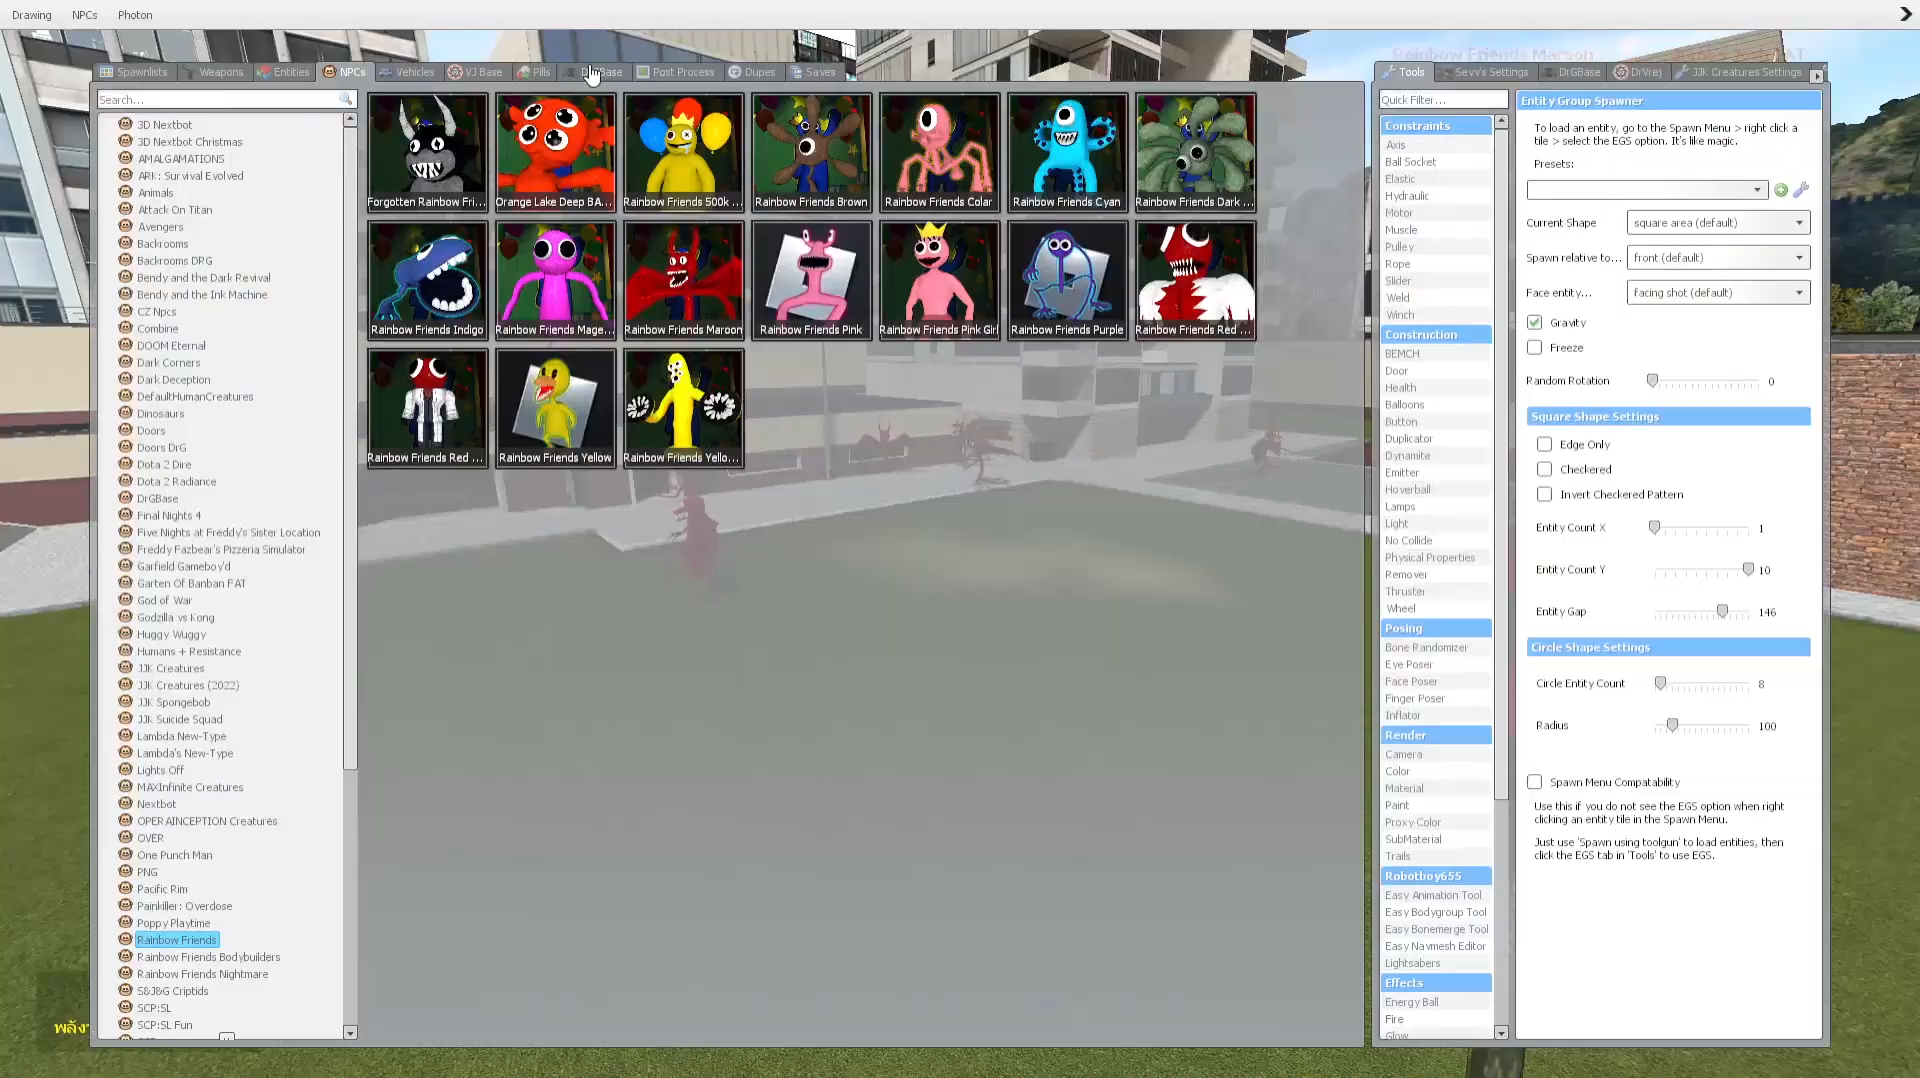 Drawing NPCs Photon
Rainbow Friends Maroon
Spawnlists Weapons Entities NPCs Vehicles VJ Base Pills Post Process Dupes Saves
Search...
3D Nextbot
3D Nextbot Christmas
AMALGAMATIONS
ARK: Survival Evolved
Animals
Attack On Titan
Avengers
Backrooms
Backrooms DRG
Bendy and the Dark Revival
Bendy and the Ink Machine
CZ Npcs
Combine
DOOM Eternal
Dark Corners
Dark Deception
DefaultHumanCreatures
Dinosaurs
Doors
Doors DrG
Dota 2 Dire
Dota 2 Radiance
DrGBase
Final Nights 4
Five Nights at Freddy's Sister Location
Freddy Fazbear's Pizzeria Simulator
Garfield Gameboy'd
Garten Of Banban FAT
God of War
Godzilla vs Kong
Huggy Wuggy
Humans + Resistance
JJK Creatures
JJK Creatures (2022)
JJK Spongebob
JJK Suicide Squad
Lambda New-Type
Lambda's New-Type
Lights Off
MAXInfinite Creatures
Nextbot
OPERAINCEPTION Creatures
OVER
One Punch Man
PNG
Pacific Rim
Painkiller: Overdose
Poppy Playtime
Rainbow Friends
Rainbow Friends Bodybuilders
Rainbow Friends Nightmare
S&J&G Criptids
SCP:SL
SCP:SL Fun
พลัง
Forgotten Rainbow Fri... Orange Lake Deep BA... Rainbow Friends 500k ... Rainbow Friends Brown Rainbow Friends Colar Rainbow Friends Cyan Rainbow Friends Dark ...
Rainbow Friends Indigo Rainbow Friends Mage... Rainbow Friends Maroon Rainbow Friends Pink Rainbow Friends Pink Girl Rainbow Friends Purple Rainbow Friends Red ...
Rainbow Friends Red ... Rainbow Friends Yellow Rainbow Friends Yello...
Tools Sevv's Settings DrGBase DrVrej JJK Creatures Settings
Quick Filter...
Constraints
Axis
Ball Socket
Elastic
Hydraulic
Motor
Muscle
Pulley
Rope
Slider
Weld
Winch
Construction
BEMCH
Door
Health
Balloons
Button
Duplicator
Dynamite
Emitter
Hoverball
Lamps
Light
No Collide
Physical Properties
Remover
Thruster
Wheel
Posing
Bone Randomizer
Eye Poser
Face Poser
Finger Poser
Inflator
Render
Camera
Color
Material
Paint
Proxy Color
SubMaterial
Trails
Robotboy655
Easy Animation Tool
Easy Bodygroup Tool
Easy Bonemerge Tool
Easy Navmesh Editor
Lightsabers
Effects
Energy Ball
Fire
Glow
Entity Group Spawner
To load an entity, go to the Spawn Menu > right click a
tile > select the EGS option. It's like magic.
Presets:
Current Shape square area (default)
Spawn relative to... front (default)
Face entity... facing shot (default)
Gravity
Freeze
Random Rotation 0
Square Shape Settings
Edge Only
Checkered
Invert Checkered Pattern
Entity Count X 1
Entity Count Y 10
Entity Gap 146
Circle Shape Settings
Circle Entity Count 8
Radius 100
Spawn Menu Compatability
Use this if you do not see the EGS option when right
clicking an entity tile in the Spawn Menu.
Just use 'Spawn using toolgun' to load entities, then
click the EGS tab in 'Tools' to use EGS.